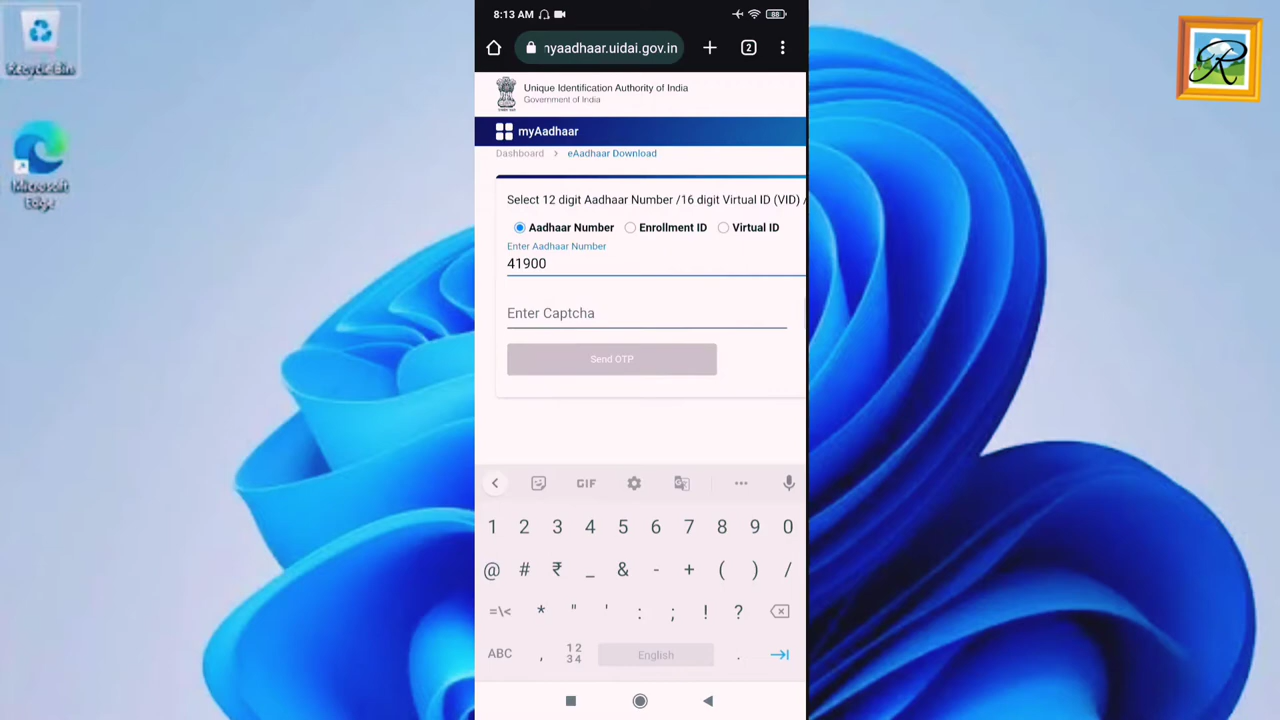 Recycle Bin
Microsoft
Edge
8:13 AM
88
myaadhaar.uidai.gov.in
2
Unique Identification Authority of India
Government of India
myAadhaar
Dashboard > eAadhaar Download
Select 12 digit Aadhaar Number /16 digit Virtual ID (VID) /
Aadhaar Number Enrollment ID Virtual ID
Enter Aadhaar Number
41900
Enter Captcha
Send OTP
GIF
1 2 3 4 5 6 7 8 9 0
@ # ₹ _ & - + ( ) /
=\< * " ' : ; ! ?
ABC , 12 34 English .
R